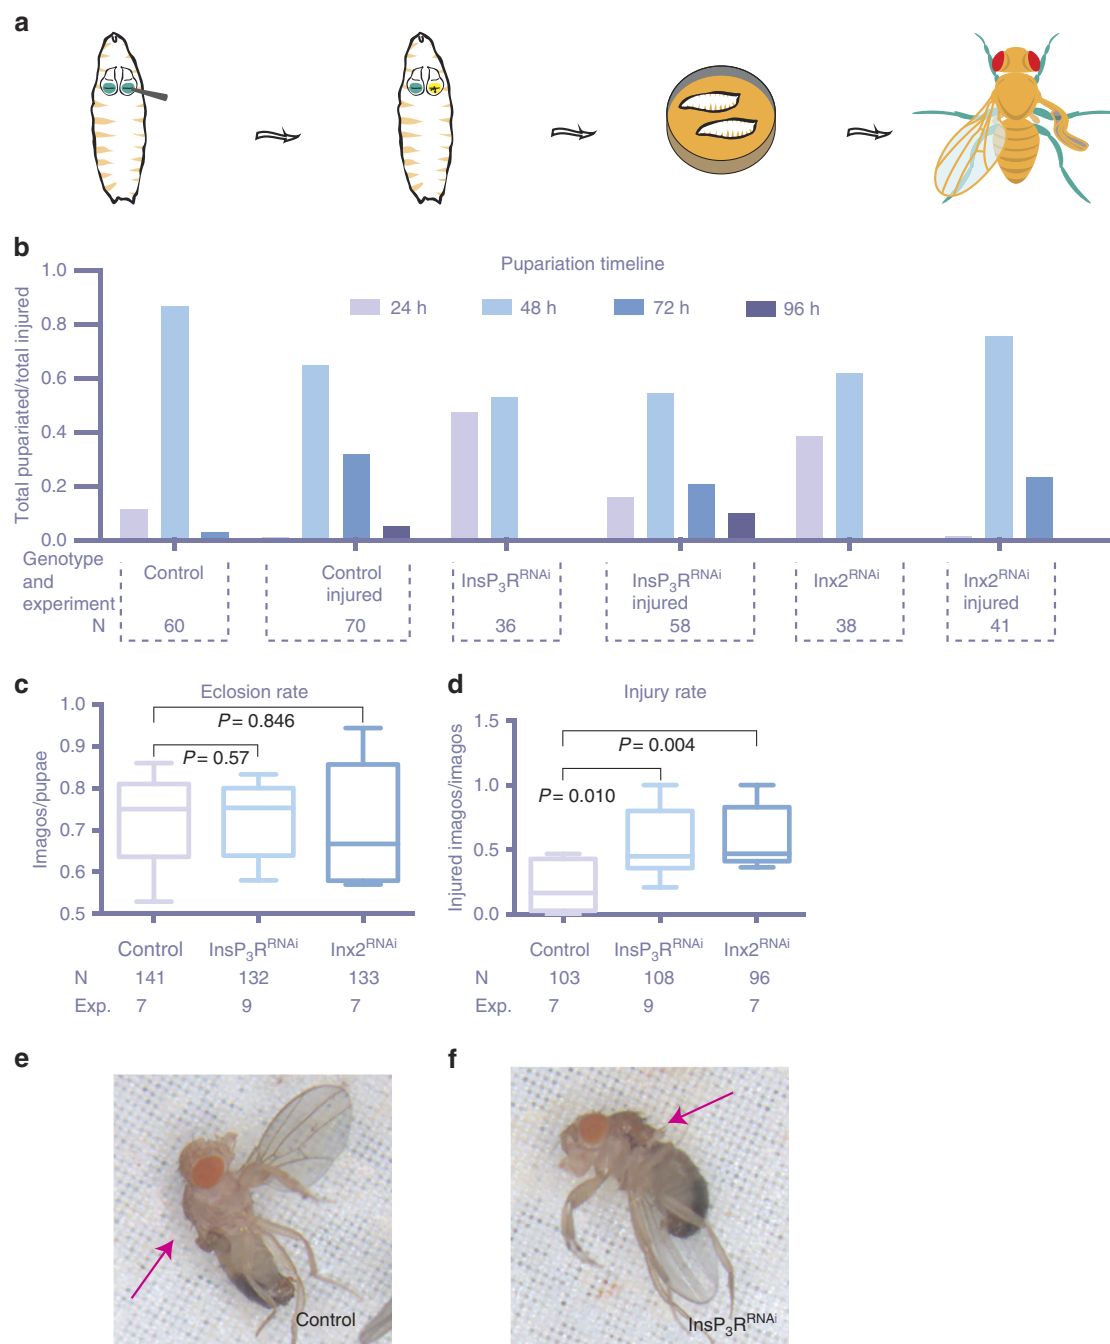 a
b
Pupariation timeline
24 h 48 h 72 h 96 h
Total pupariated/total injured
1.0
0.8
0.6
0.4
0.2
0.0
Genotype and experiment
Control
Control injured
InsP₃Rᴿᴺᴬⁱ
InsP₃Rᴿᴺᴬⁱ injured
Inx2ᴿᴺᴬⁱ
Inx2ᴿᴺᴬⁱ injured
N 60 70 36 58 38 41
c
Eclosion rate
Imagos/pupae
1.0
0.9
0.8
0.7
0.6
0.5
P = 0.846
P = 0.57
Control InsP₃Rᴿᴺᴬⁱ Inx2ᴿᴺᴬⁱ
N 141 132 133
Exp. 7 9 7
d
Injury rate
Injured imagos/imagos
1.5
1.0
0.5
0.0
P = 0.004
P = 0.010
Control InsP₃Rᴿᴺᴬⁱ Inx2ᴿᴺᴬⁱ
N 103 108 96
Exp. 7 9 7
e
Control
f
InsP₃Rᴿᴺᴬⁱ